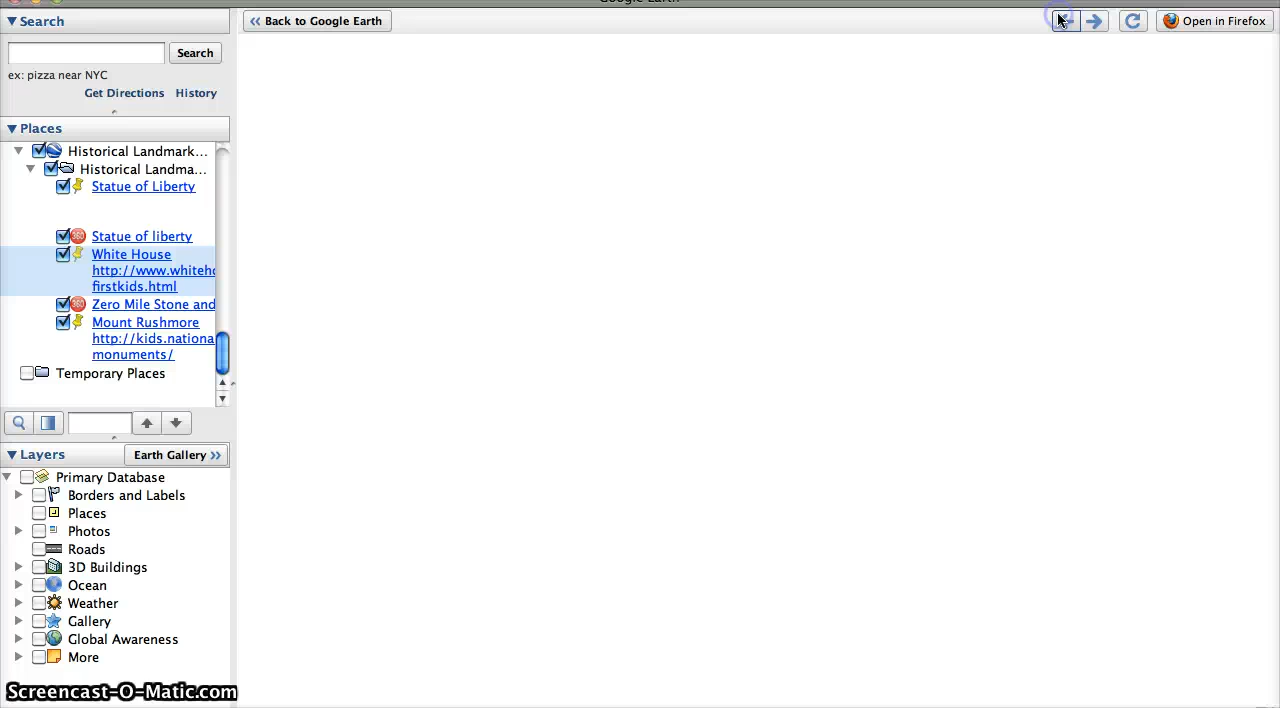 Google Earth
Search
Back to Google Earth
Open in Firefox
Search
ex: pizza near NYC
Get Directions History
Places
Historical Landmark...
Historical Landma...
Statue of Liberty
Statue of liberty
White House
http://www.whiteho
firstkids.html
Zero Mile Stone and
Mount Rushmore
http://kids.nationa
monuments/
Temporary Places
Layers
Earth Gallery
Primary Database
Borders and Labels
Places
Photos
Roads
3D Buildings
Ocean
Weather
Gallery
Global Awareness
More
Screencast-O-Matic.com